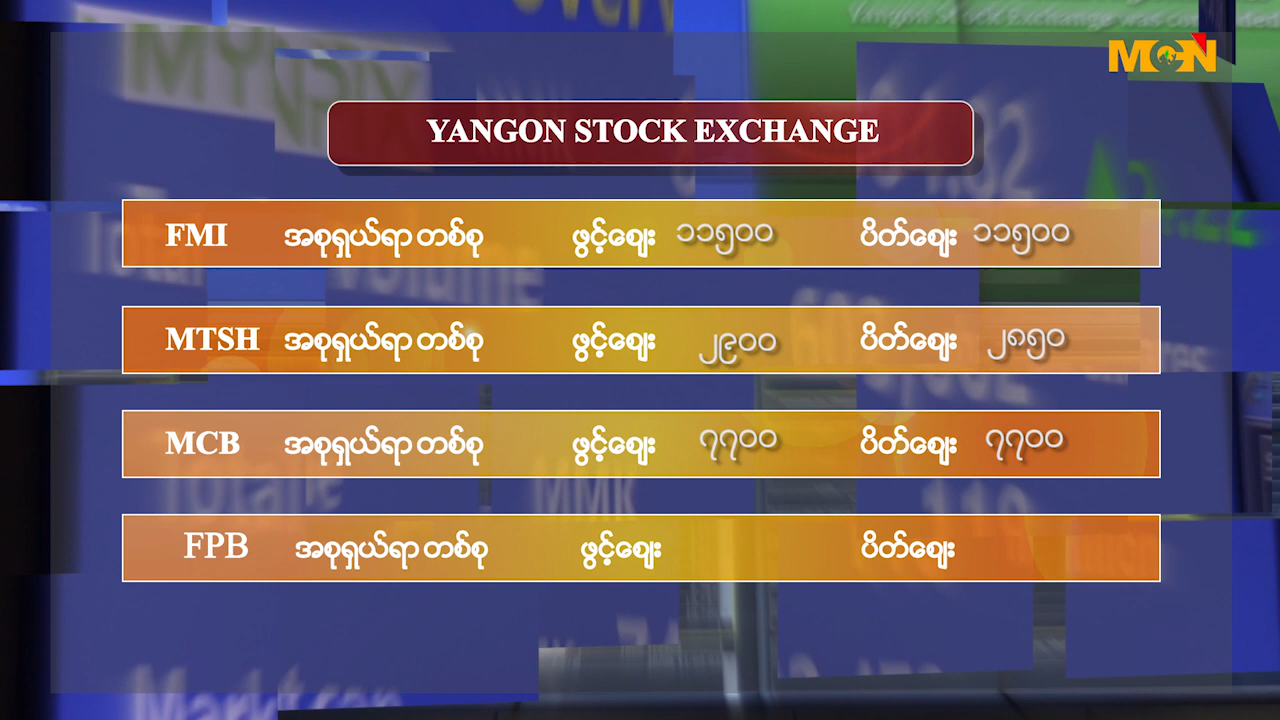 MCN
YANGON STOCK EXCHANGE
FMI အစုရှယ်ရာ တစ်စု ဖွင့်ဈေး ၁၁၅၀၀ ပိတ်ဈေး ၁၁၅၀၀
MTSH အစုရှယ်ရာ တစ်စု ဖွင့်ဈေး ၂၉၀၀ ပိတ်ဈေး ၂၈၅၀
MCB အစုရှယ်ရာ တစ်စု ဖွင့်ဈေး ၇၇၀၀ ပိတ်ဈေး ၇၇၀၀
FPB အစုရှယ်ရာ တစ်စု ဖွင့်ဈေး ပိတ်ဈေး